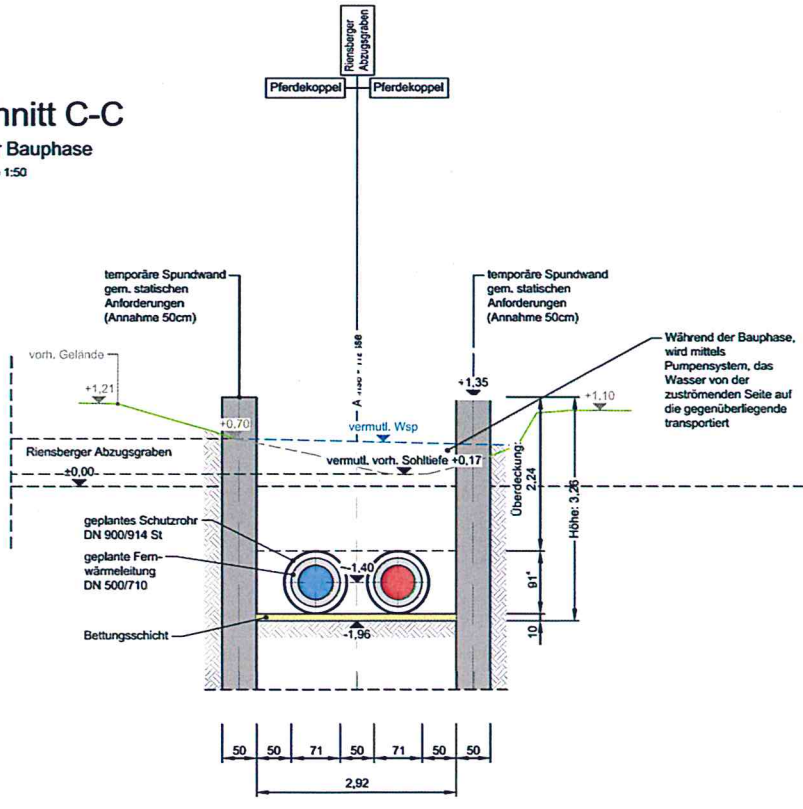 Riensberger
Abzugsgraben
Pferdekoppel
Pferdekoppel
hnitt C-C
r Bauphase
1:50
temporäre Spundwand
gem. statischen
Anforderungen
(Annahme 50cm)
temporäre Spundwand
gem. statischen
Anforderungen
(Annahme 50cm)
Während der Bauphase,
wird mittels
Pumpensystem, das
Wasser von der
zuströmenden Seite auf
die gegenüberliegende
transportiert
vorh. Gelände
+1,21
+1,35
+1,10
+0,70
vermutl. Wsp
Riensberger Abzugsgraben
vermutl. vorh. Sohltiefe +0,17
±0,00
Überdeckung:
2,24
Höhe: 3,26
geplantes Schutzrohr
DN 900/914 St
geplante Fern-
wärmeleitung
DN 500/710
-1,40
91⁴
Bettungsschicht
-1,96
10
50
50
71
50
71
50
50
2,92